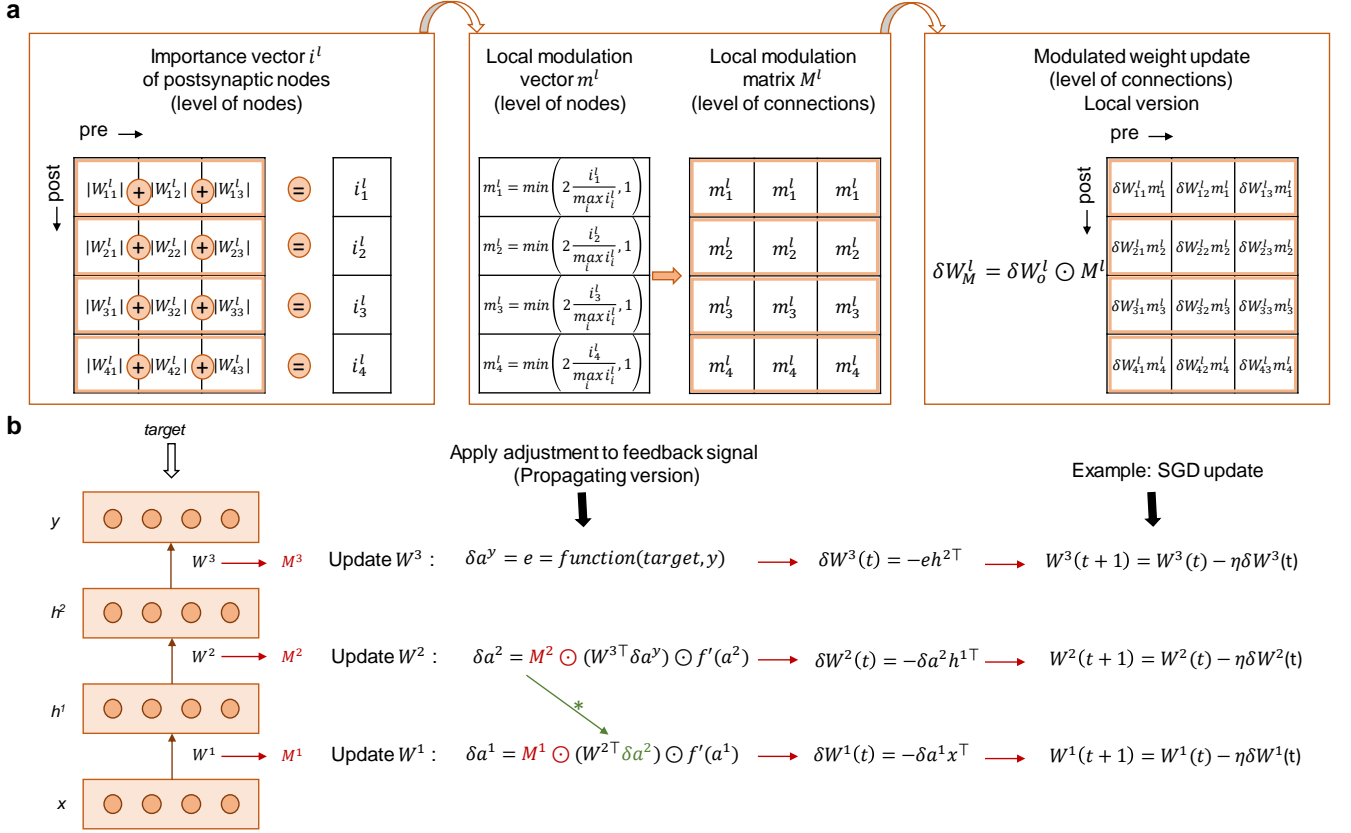 a
Importance vector i^l
of postsynaptic nodes
(level of nodes)
pre
post
|W^l_11| + |W^l_12| + |W^l_13| = i^l_1
|W^l_21| + |W^l_22| + |W^l_23| = i^l_2
|W^l_31| + |W^l_32| + |W^l_33| = i^l_3
|W^l_41| + |W^l_42| + |W^l_43| = i^l_4
Local modulation
vector m^l
(level of nodes)
m^l_1 = min(2 i^l_1 / max_i i^l_i, 1)
m^l_2 = min(2 i^l_2 / max_i i^l_i, 1)
m^l_3 = min(2 i^l_3 / max_i i^l_i, 1)
m^l_4 = min(2 i^l_4 / max_i i^l_i, 1)
Local modulation
matrix M^l
(level of connections)
m^l_1 m^l_1 m^l_1
m^l_2 m^l_2 m^l_2
m^l_3 m^l_3 m^l_3
m^l_4 m^l_4 m^l_4
Modulated weight update
(level of connections)
Local version
pre
post
δW^l_M = δW^l_o ⊙ M^l
δW^l_11 m^l_1 δW^l_12 m^l_1 δW^l_13 m^l_1
δW^l_21 m^l_2 δW^l_22 m^l_2 δW^l_23 m^l_2
δW^l_31 m^l_3 δW^l_32 m^l_3 δW^l_33 m^l_3
δW^l_41 m^l_4 δW^l_42 m^l_4 δW^l_43 m^l_4
b
target
Apply adjustment to feedback signal
(Propagating version)
Example: SGD update
y
W^3 → M^3 Update W^3 : δa^y = e = function(target, y) → δW^3(t) = −eh^2⊤ → W^3(t + 1) = W^3(t) − ηδW^3(t)
h^2
W^2 → M^2 Update W^2 : δa^2 = M^2 ⊙ (W^3⊤ δa^y) ⊙ f′(a^2) → δW^2(t) = −δa^2 h^1⊤ → W^2(t + 1) = W^2(t) − ηδW^2(t)
*
h^1
W^1 → M^1 Update W^1 : δa^1 = M^1 ⊙ (W^2⊤ δa^2) ⊙ f′(a^1) → δW^1(t) = −δa^1 x^⊤ → W^1(t + 1) = W^1(t) − ηδW^1(t)
x